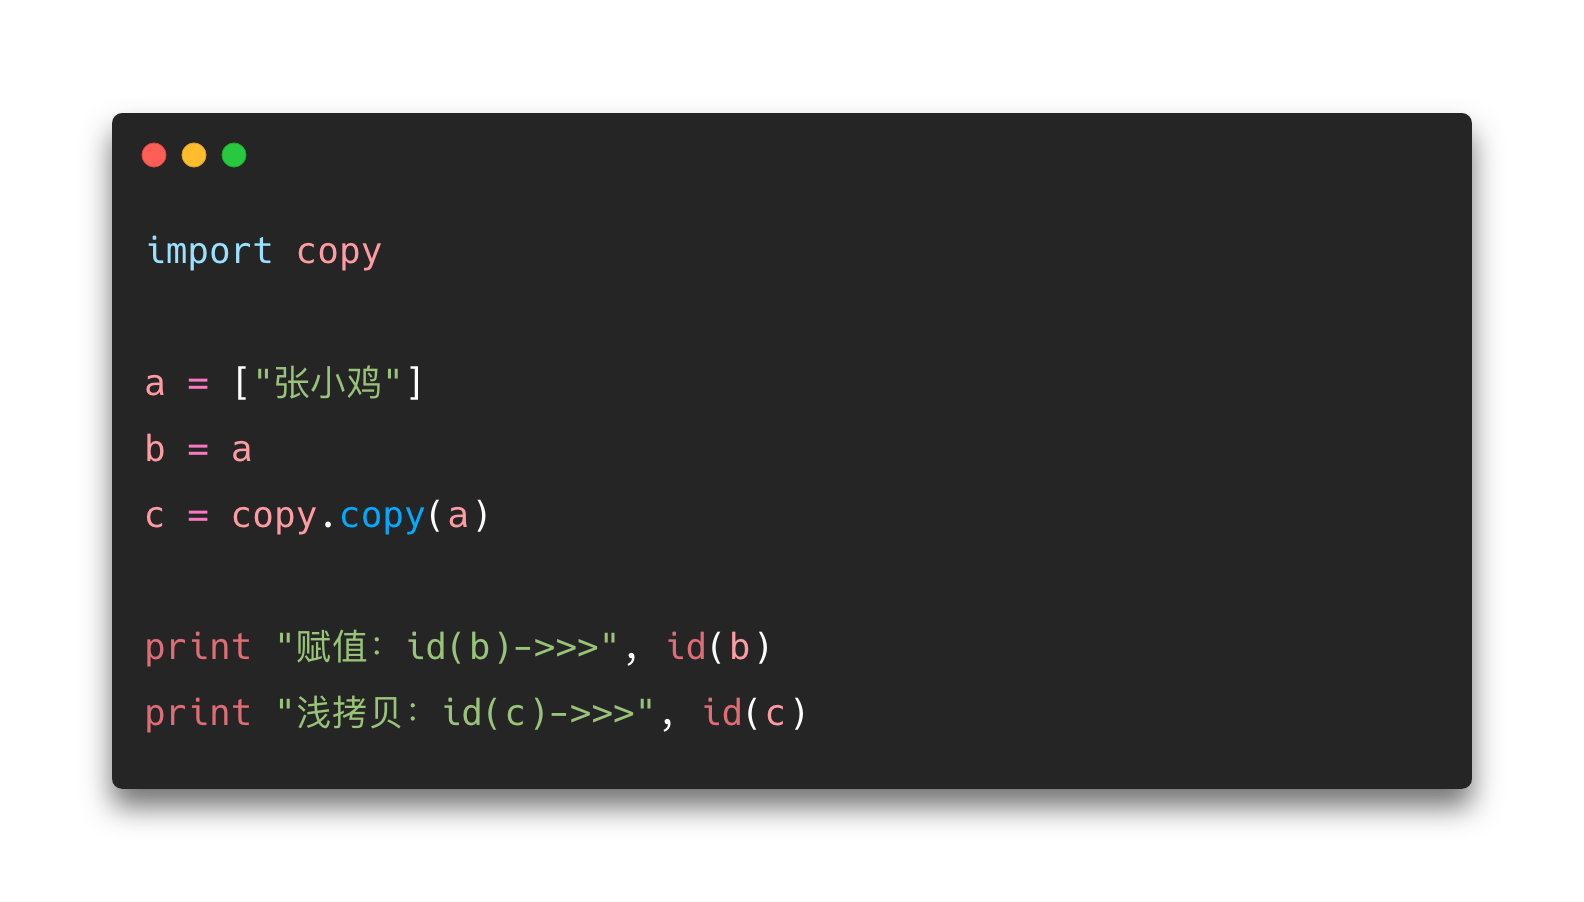 import copy
a = ["张小鸡"]
b = a
c = copy.copy(a)
print "赋值：id(b)->>>", id(b)
print "浅拷贝：id(c)->>>", id(c)